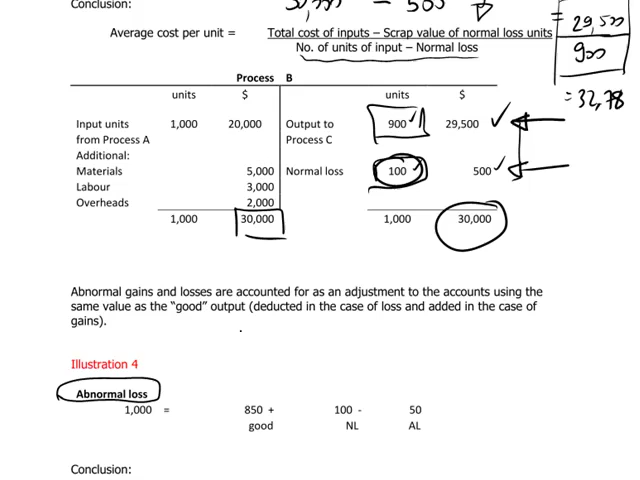 Conclusion:
= 500
Average cost per unit = Total cost of inputs – Scrap value of normal loss units
No. of units of input – Normal loss
= 29,500
900
= 32,78
Process B
units $ units $
Input units 1,000 20,000 Output to 900 29,500
from Process A Process C
Additional:
Materials 5,000 Normal loss 100 500
Labour 3,000
Overheads 2,000
1,000 30,000 1,000 30,000
Abnormal gains and losses are accounted for as an adjustment to the accounts using the
same value as the “good” output (deducted in the case of loss and added in the case of
gains).
Illustration 4
Abnormal loss
1,000 = 850 + 100 - 50
good NL AL
Conclusion: